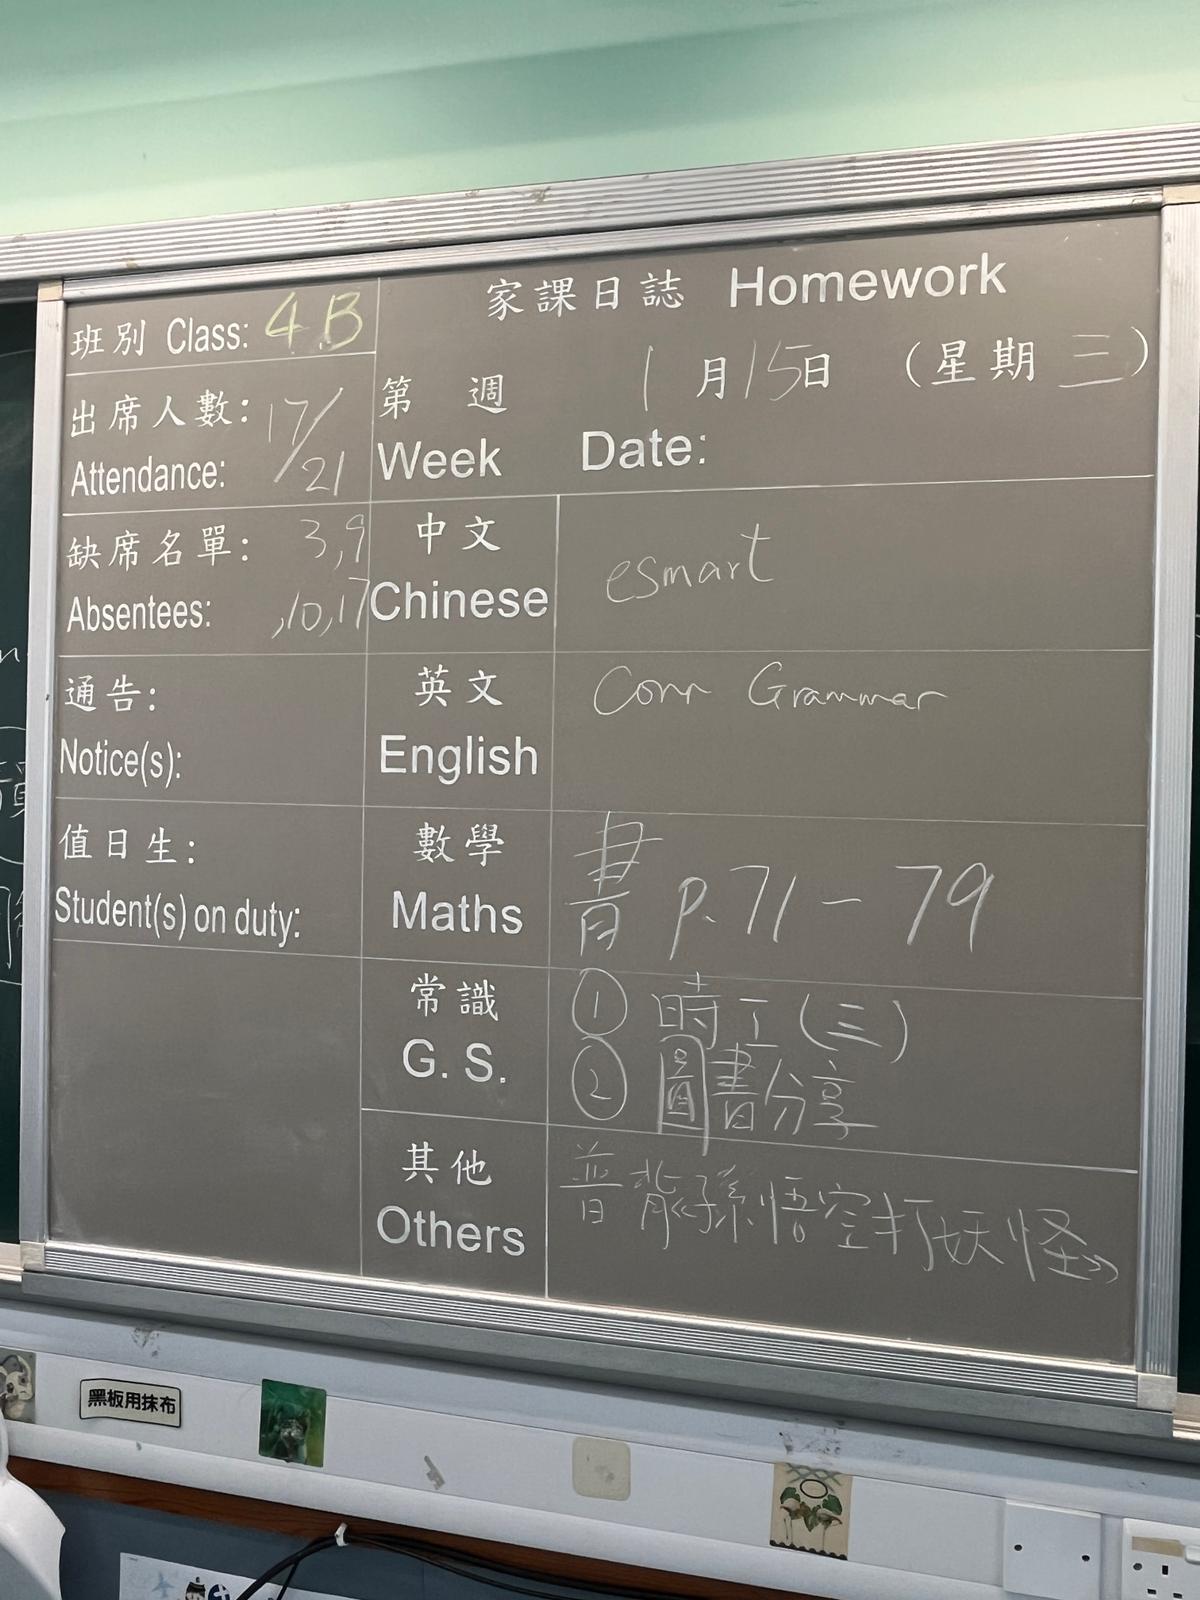 班別 Class: 4B
出席人數: 17/21
Attendance:
缺席名單: 3,9
Absentees: ,10,17
通告:
Notice(s):
值日生:
Student(s) on duty:
家課日誌 Homework
第 週 1月15日 (星期三)
Week Date:
中文
Chinese
esmart
英文
English
Corr Grammar
數學
Maths
書 p.71-79
常識
G. S.
① 時工(三)
② 圖書分享
其他
Others
普 背孫悟空打妖怪
黑板用抹布